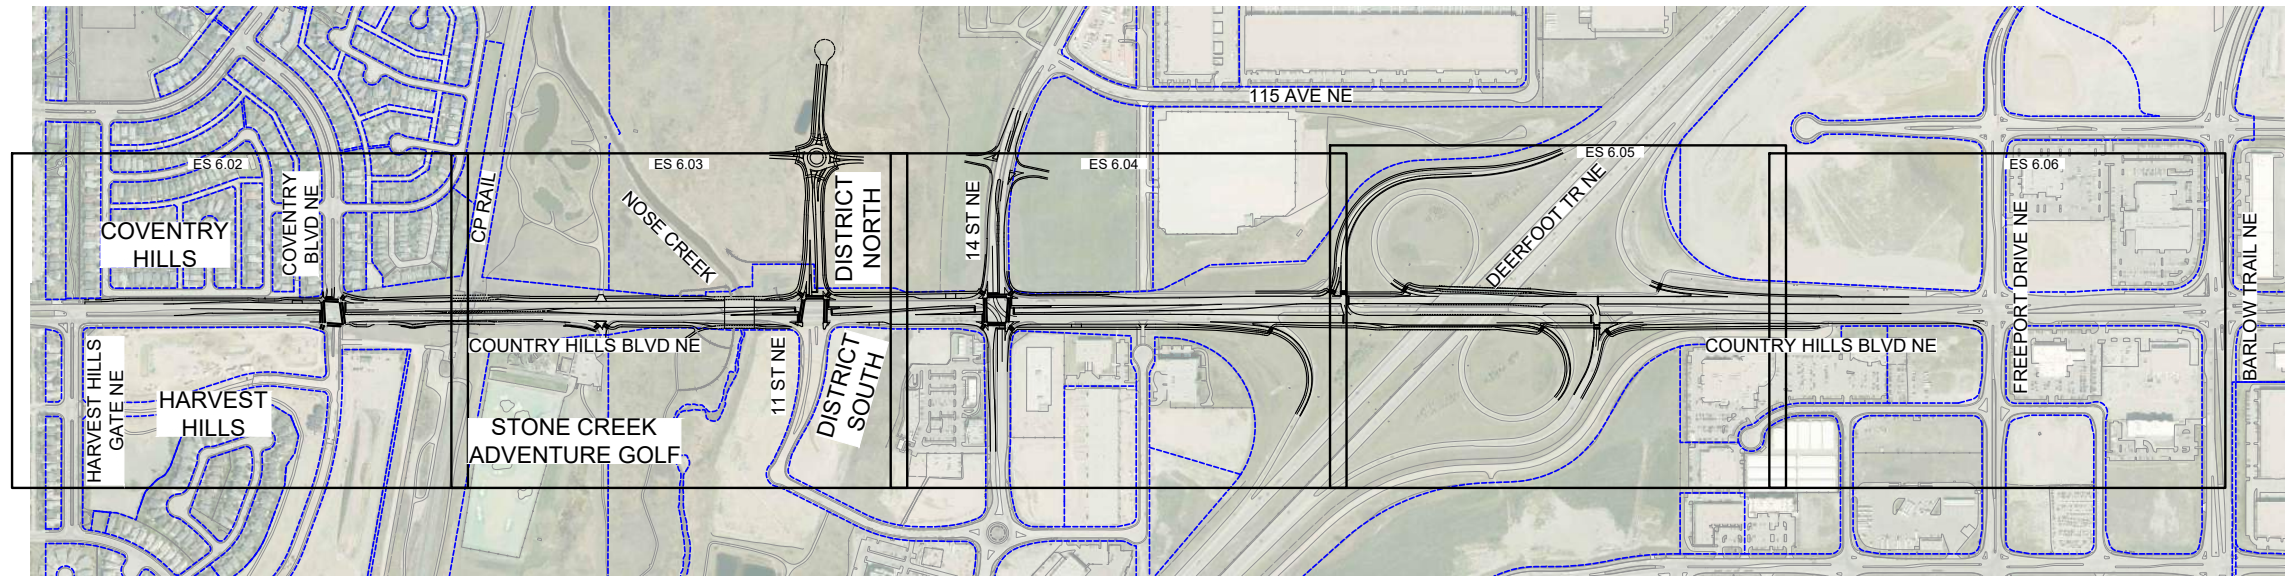 115 AVE NE
ES 6.02
ES 6.03
ES 6.04
ES 6.05
ES 6.06
COVENTRY
HILLS
COVENTRY
BLVD NE
CP RAIL
NOSE CREEK
DISTRICT
NORTH
14 ST NE
DEERFOOT TR NE
FREEPORT DRIVE NE
BARLOW TRAIL NE
HARVEST HILLS
GATE NE
HARVEST
HILLS
COUNTRY HILLS BLVD NE
STONE CREEK
ADVENTURE GOLF
11 ST NE
DISTRICT
SOUTH
COUNTRY HILLS BLVD NE